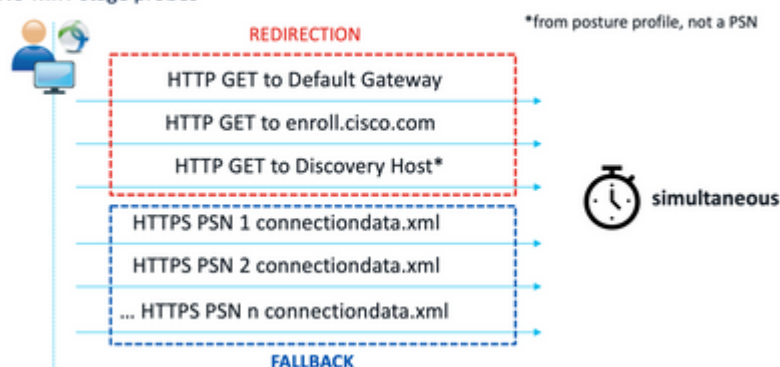 REDIRECTION
*from posture profile, not a PSN
HTTP GET to Default Gateway
HTTP GET to enroll.cisco.com
HTTP GET to Discovery Host*
simultaneous
HTTPS PSN 1 connectiondata.xml
HTTPS PSN 2 connectiondata.xml
... HTTPS PSN n connectiondata.xml
FALLBACK